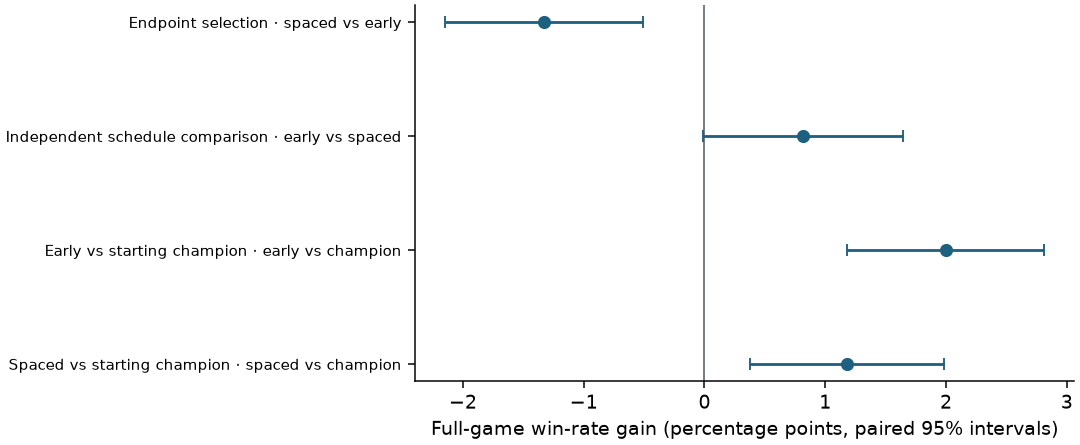 Endpoint selection · spaced vs early
Independent schedule comparison · early vs spaced
Early vs starting champion · early vs champion
Spaced vs starting champion · spaced vs champion
−2 −1 0 1 2 3
Full-game win-rate gain (percentage points, paired 95% intervals)